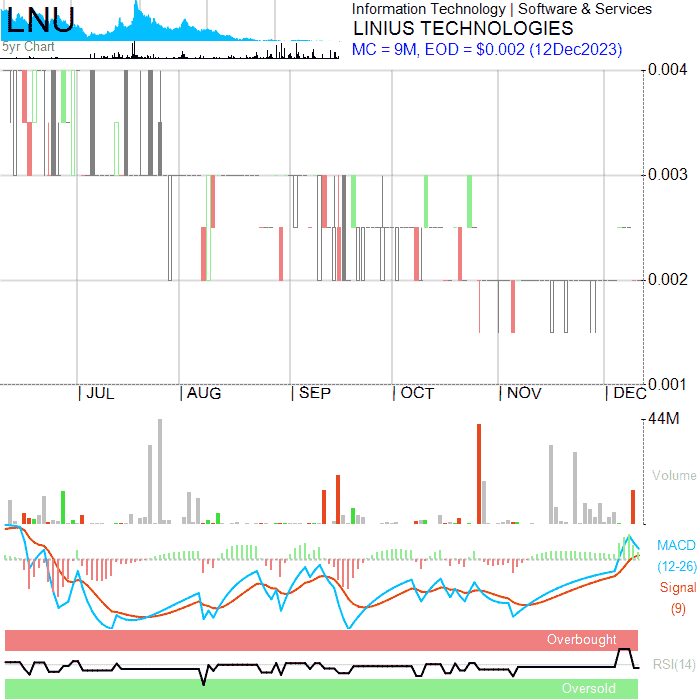 LNU
5yr Chart
Information Technology | Software & Services
LINIUS TECHNOLOGIES
MC = 9M, EOD = $0.002 (12Dec2023)
0.004
0.003
0.002
0.001
JUL AUG SEP OCT NOV DEC
44M
Volume
MACD
(12-26)
Signal
(9)
Overbought
RSI(14)
Oversold